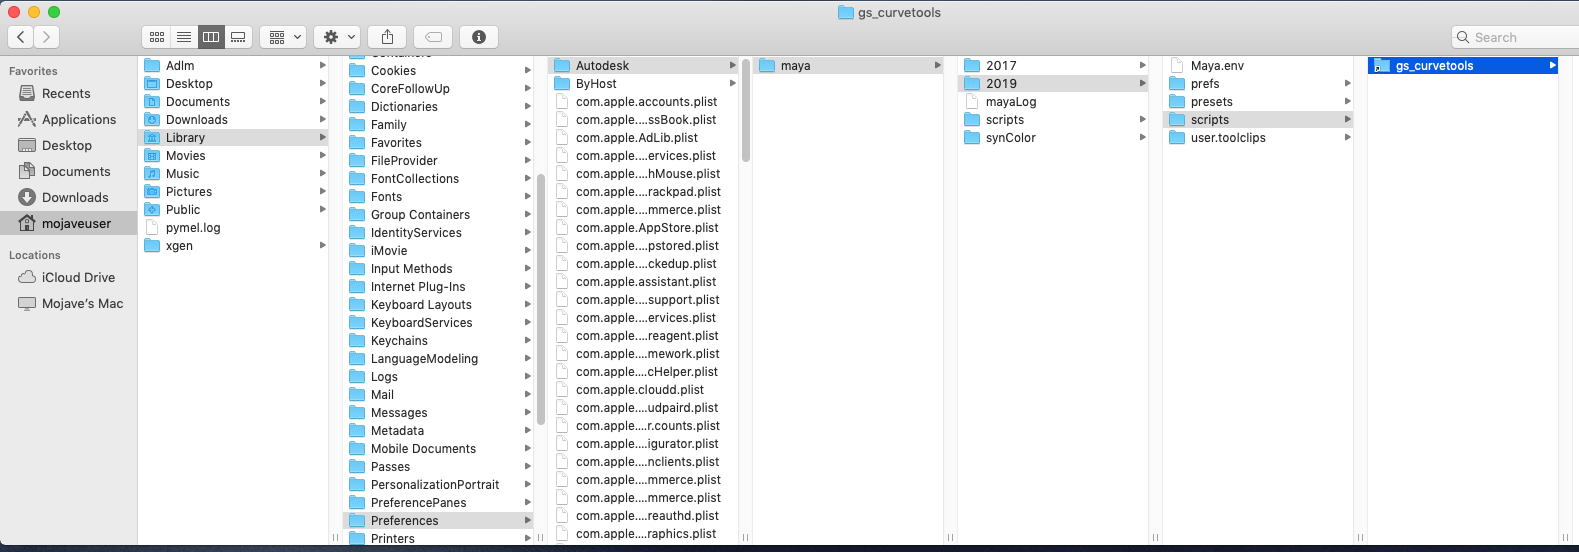 gs_curvetools
Search
Favorites
Recents
Applications
Desktop
Documents
Downloads
mojaveuser
Locations
iCloud Drive
Mojave's Mac
Adlm
Desktop
Documents
Downloads
Library
Movies
Music
Pictures
Public
pymel.log
xgen
Containers
Cookies
CoreFollowUp
Dictionaries
Family
Favorites
FileProvider
FontCollections
Fonts
Group Containers
IdentityServices
iMovie
Input Methods
Internet Plug-Ins
Keyboard Layouts
KeyboardServices
Keychains
LanguageModeling
Logs
Mail
Messages
Metadata
Mobile Documents
Passes
PersonalizationPortrait
PreferencePanes
Preferences
Printers
Autodesk
ByHost
com.apple.accounts.plist
com.apple....ssBook.plist
com.apple.AdLib.plist
com.apple....ervices.plist
com.apple....hMouse.plist
com.apple....rackpad.plist
com.apple....mmerce.plist
com.apple.AppStore.plist
com.apple....pstored.plist
com.apple....ckedup.plist
com.apple.assistant.plist
com.apple....support.plist
com.apple....ervices.plist
com.apple....reagent.plist
com.apple....mework.plist
com.apple....cHelper.plist
com.apple.cloudd.plist
com.apple....udpaird.plist
com.apple....r.counts.plist
com.apple....igurator.plist
com.apple....nclients.plist
com.apple....mmerce.plist
com.apple....mmerce.plist
com.apple....reauthd.plist
com.apple....raphics.plist
maya
2017
2019
mayaLog
scripts
synColor
Maya.env
prefs
presets
scripts
user.toolclips
gs_curvetools